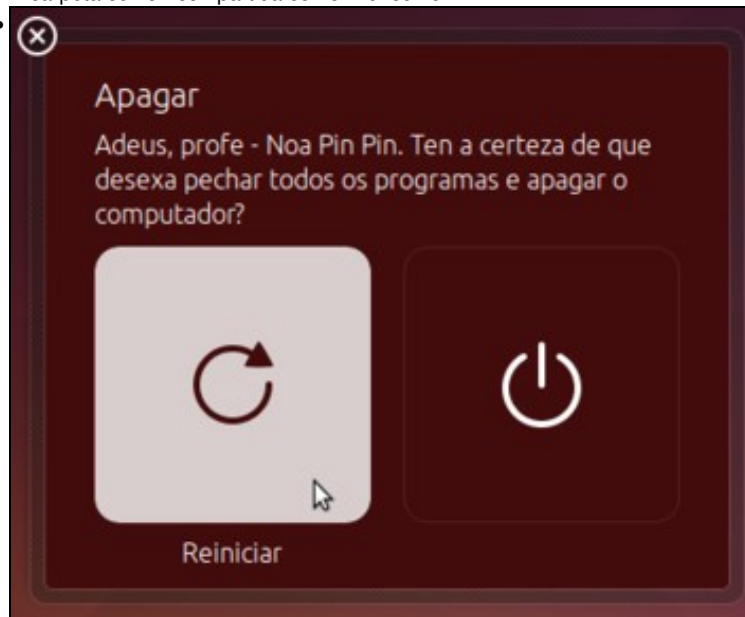 Apagar
Adeus, profe - Noa Pin Pin. Ten a certeza de que
desexa pechar todos os programas e apagar o
computador?
Reiniciar